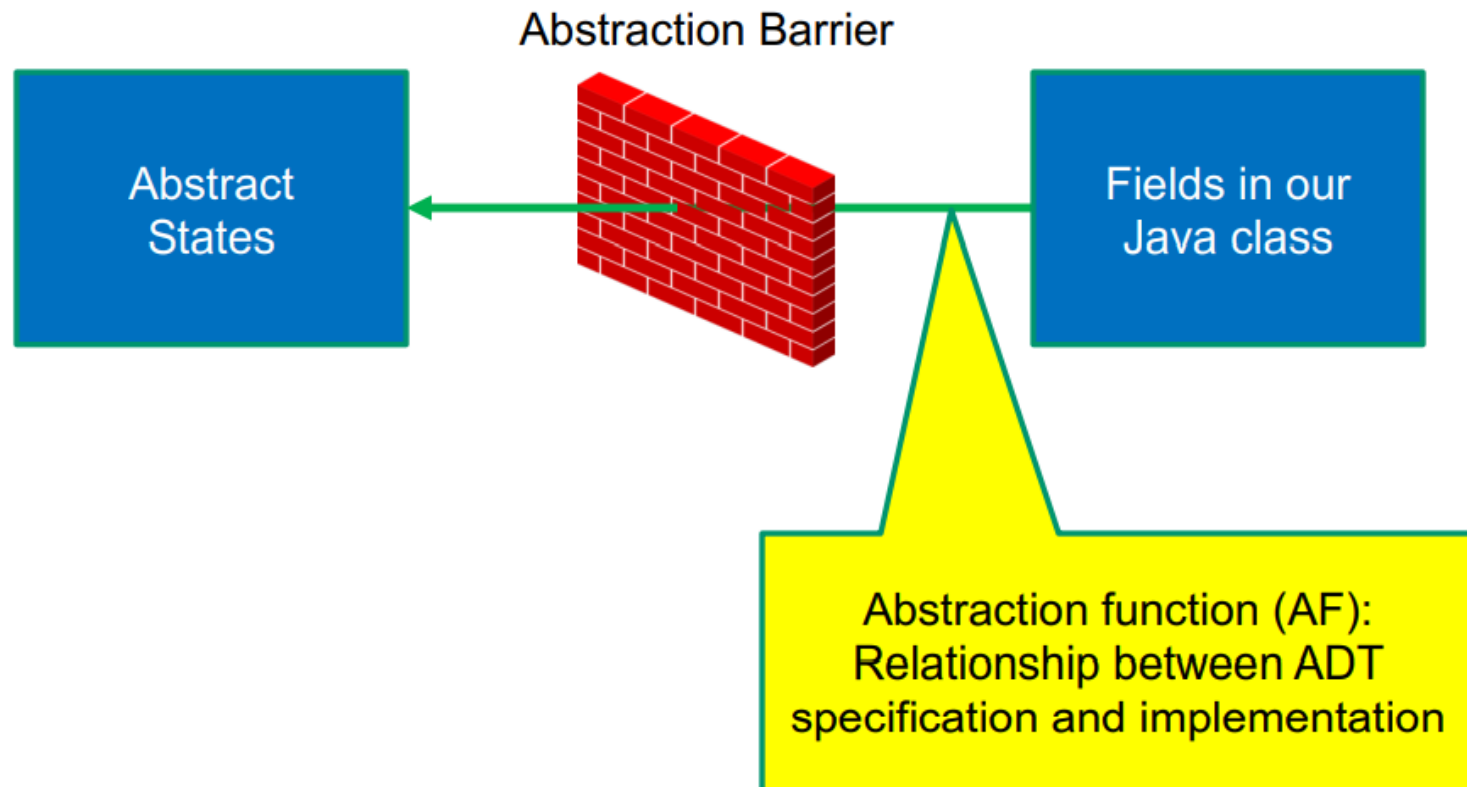 Abstraction Barrier
Abstract
States
Fields in our
Java class
Abstraction function (AF):
Relationship between ADT
specification and implementation